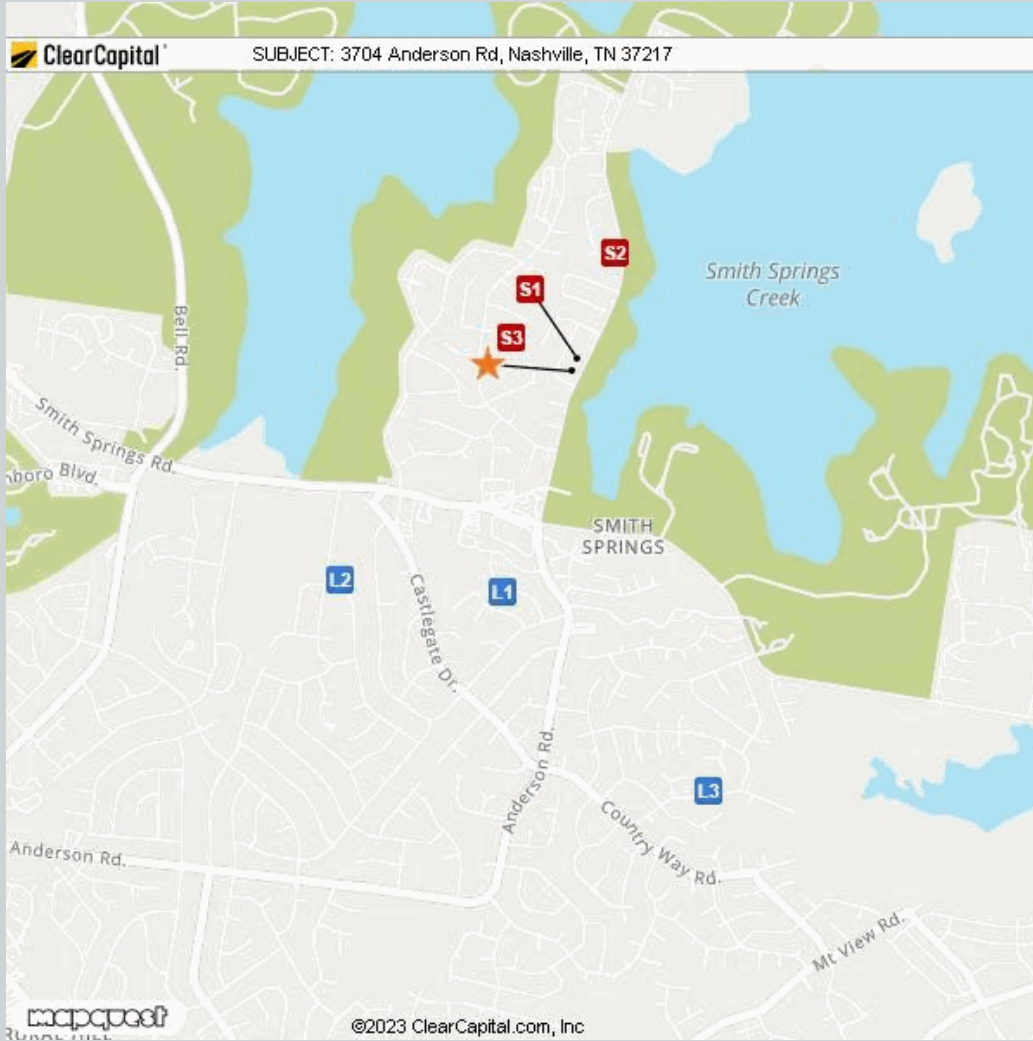 ClearCapital
SUBJECT: 3704 Anderson Rd, Nashville, TN 37217
S2
Smith Springs
Creek
S1
S3
Bell Rd.
Smith Springs Rd.
nboro Blvd.
SMITH
SPRINGS
L2
L1
Castlegate Dr.
Anderson Rd.
L3
Country Way Rd.
Anderson Rd.
Mt View Rd.
mapquest
©2023 ClearCapital.com, Inc